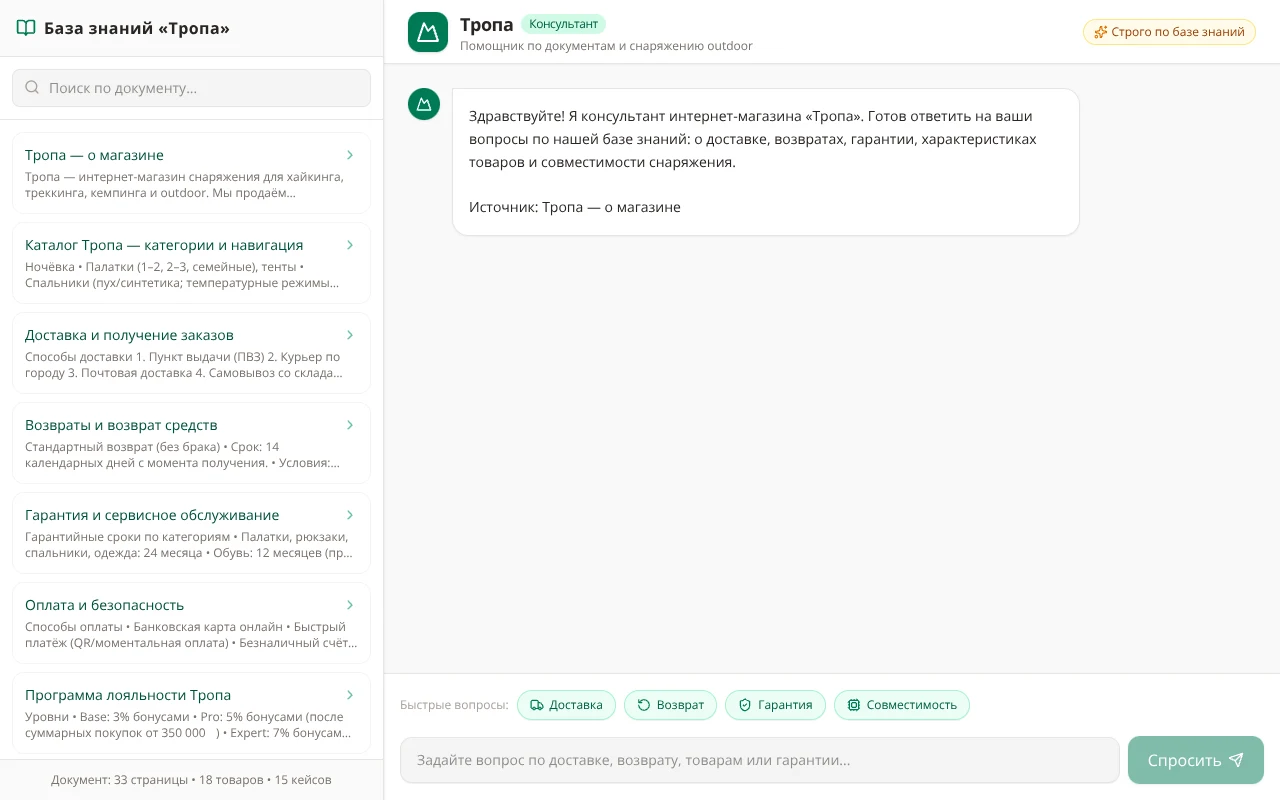 База знаний «Тропа»
Поиск по документу...
Тропа — о магазине
Тропа — интернет-магазин снаряжения для хайкинга,
треккинга, кемпинга и outdoor. Мы продаём...
Каталог Тропа — категории и навигация
Ночёвка • Палатки (1–2, 2–3, семейные), тенты •
Спальники (пух/синтетика; температурные режимы...
Доставка и получение заказов
Способы доставки 1. Пункт выдачи (ПВЗ) 2. Курьер по
городу 3. Почтовая доставка 4. Самовывоз со склада...
Возвраты и возврат средств
Стандартный возврат (без брака) • Срок: 14
календарных дней с момента получения. • Условия:...
Гарантия и сервисное обслуживание
Гарантийные сроки по категориям • Палатки, рюкзаки,
спальники, одежда: 24 месяца • Обувь: 12 месяцев (пр...
Оплата и безопасность
Способы оплаты • Банковская карта онлайн • Быстрый
платёж (QR/моментальная оплата) • Безналичный счёт...
Программа лояльности Тропа
Уровни • Base: 3% бонусами • Pro: 5% бонусами (после
суммарных покупок от 350 000 ) • Expert: 7% бонусам...
Документ: 33 страницы • 18 товаров • 15 кейсов
Тропа Консультант
Помощник по документам и снаряжению outdoor
Строго по базе знаний
Здравствуйте! Я консультант интернет-магазина «Тропа». Готов ответить на ваши
вопросы по нашей базе знаний: о доставке, возвратах, гарантии, характеристиках
товаров и совместимости снаряжения.
Источник: Тропа — о магазине
Быстрые вопросы: Доставка Возврат Гарантия Совместимость
Задайте вопрос по доставке, возврату, товарам или гарантии...
Спросить